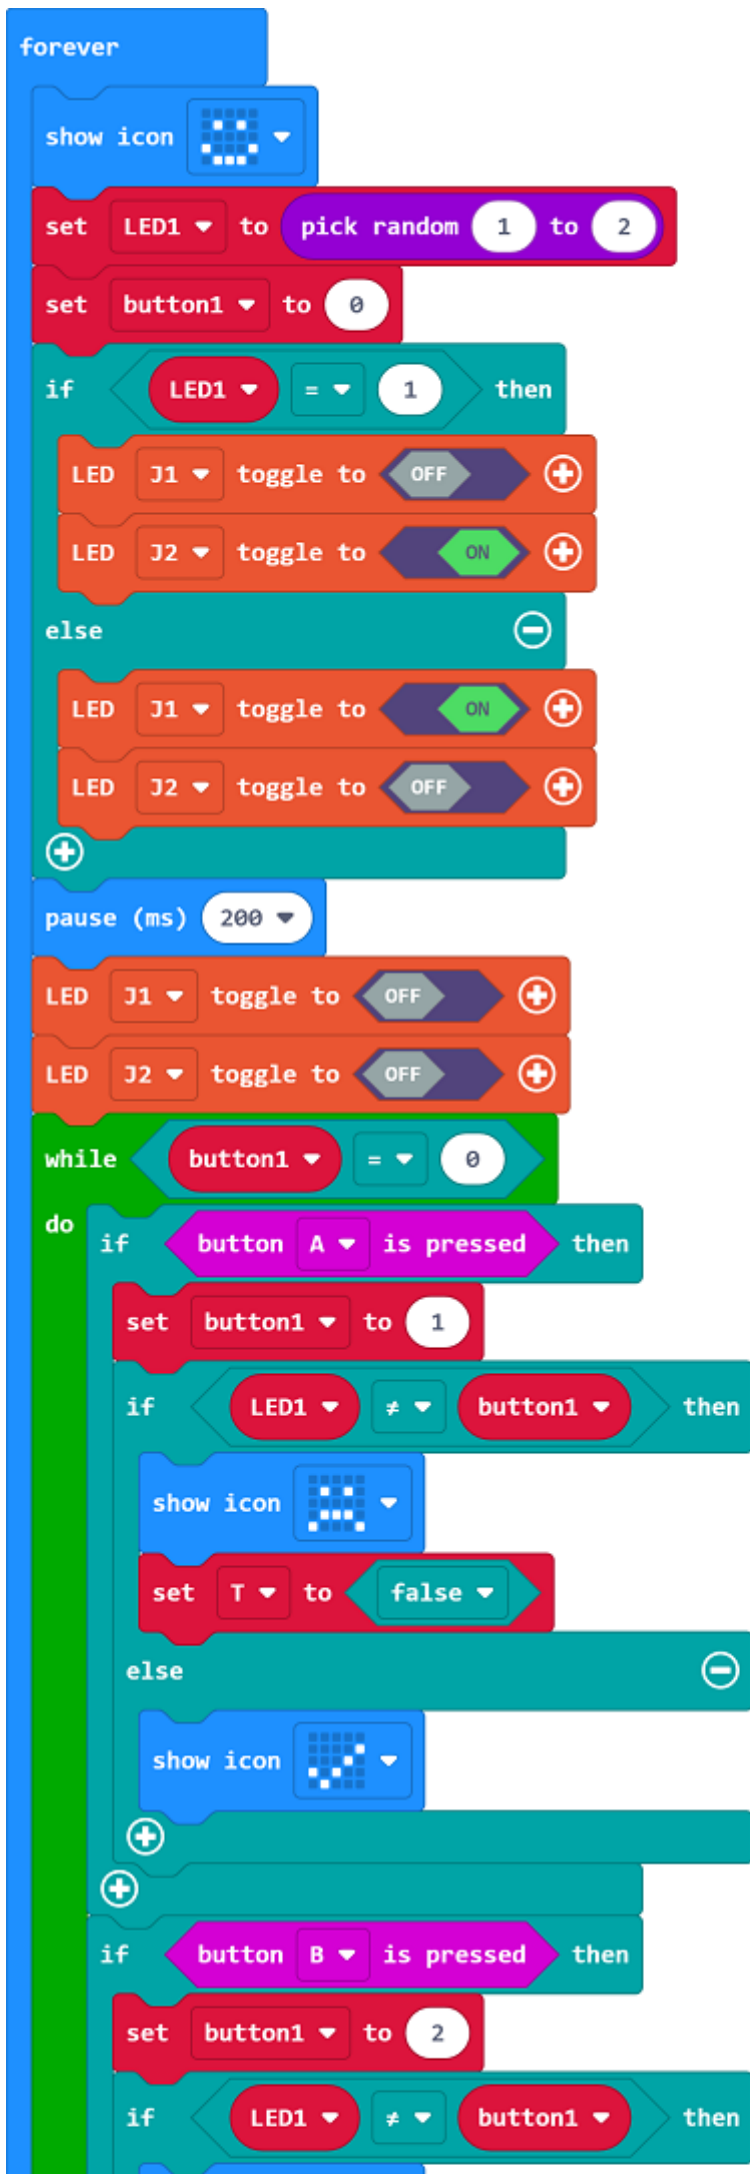 forever
show icon
set LED1 to pick random 1 to 2
set button1 to 0
if LED1 = 1 then
LED J1 toggle to OFF
LED J2 toggle to ON
else
LED J1 toggle to ON
LED J2 toggle to OFF
pause (ms) 200
LED J1 toggle to OFF
LED J2 toggle to OFF
while button1 = 0
do if button A is pressed then
set button1 to 1
if LED1 ≠ button1 then
show icon
set T to false
else
show icon
if button B is pressed then
set button1 to 2
if LED1 ≠ button1 then